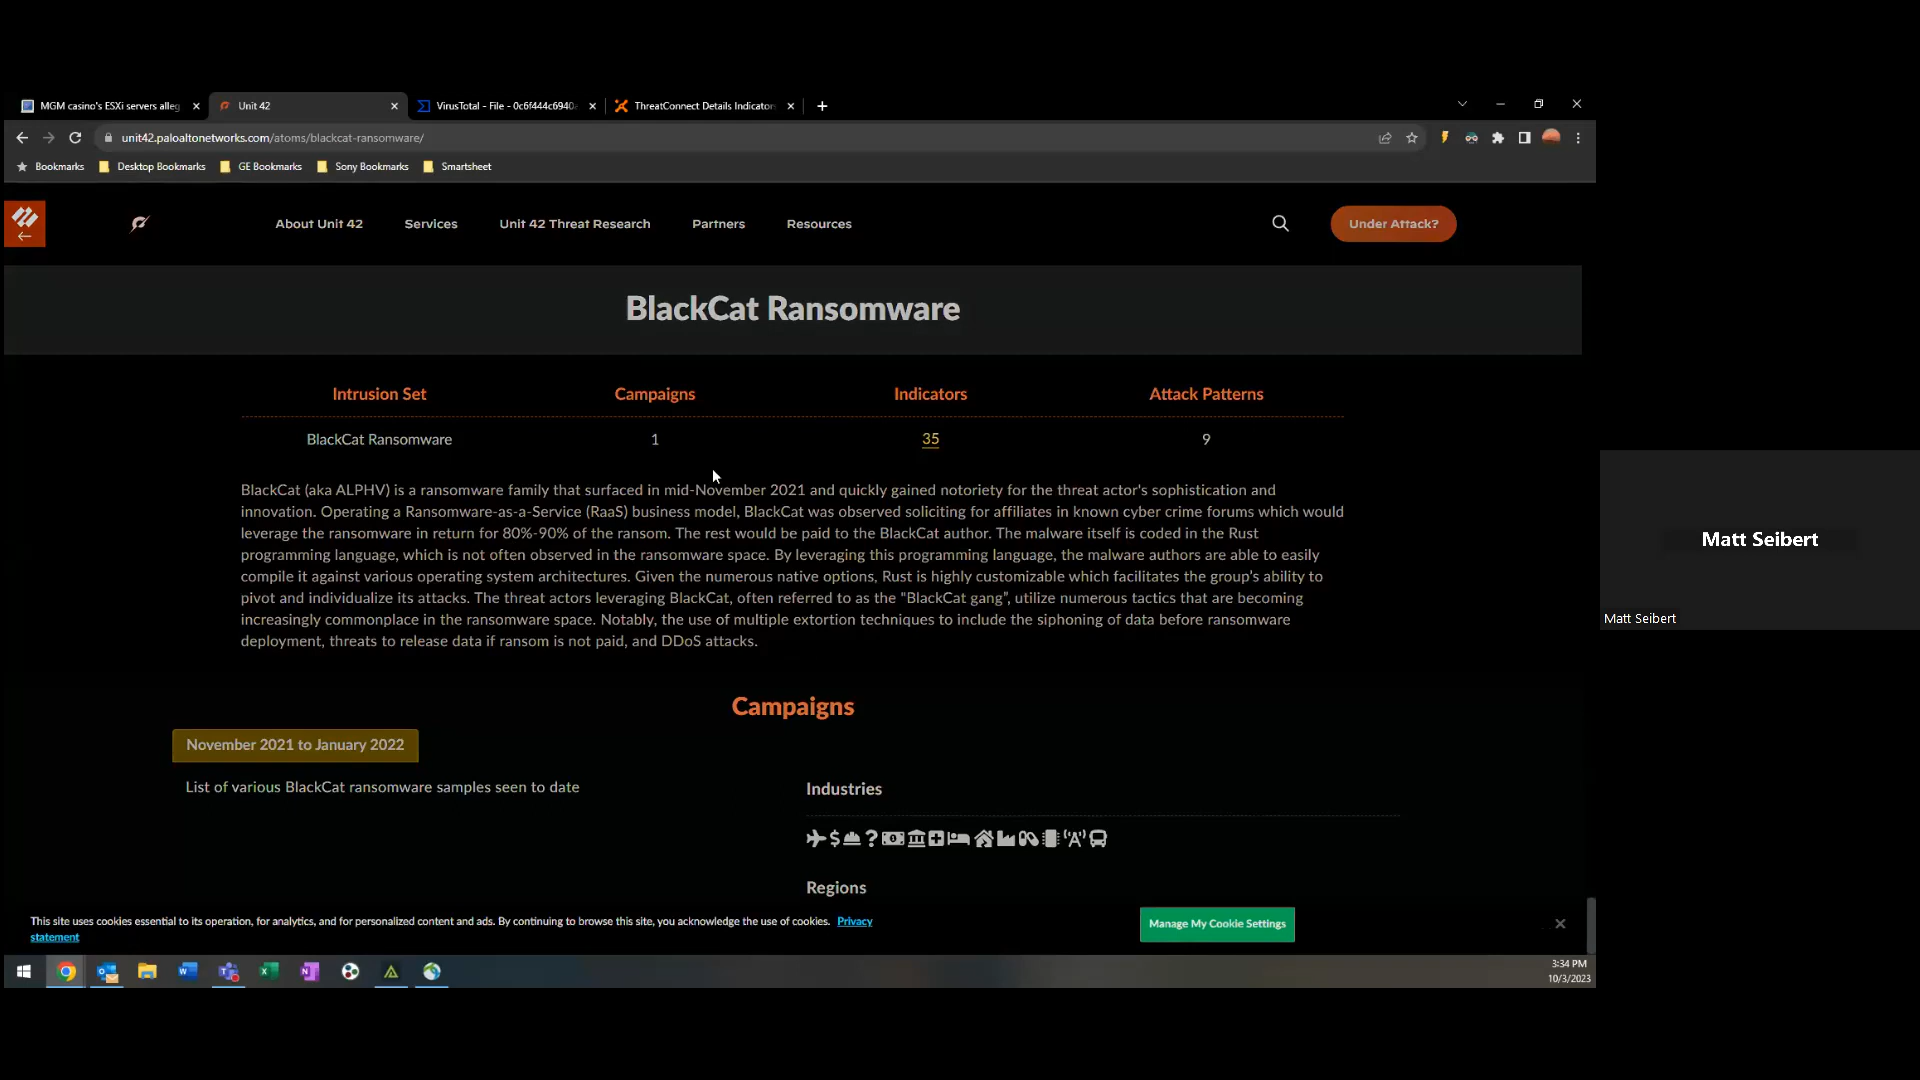 MGM casino's ESXi servers alleg
Unit 42
VirusTotal - File - 0c6f444c6940
ThreatConnect Details Indicator
unit42.paloaltonetworks.com/atoms/blackcat-ransomware/
Bookmarks
Desktop Bookmarks
GE Bookmarks
Sony Bookmarks
Smartsheet
About Unit 42
Services
Unit 42 Threat Research
Partners
Resources
Under Attack?
BlackCat Ransomware
Intrusion Set
Campaigns
Indicators
Attack Patterns
BlackCat Ransomware
1
35
9
BlackCat (aka ALPHV) is a ransomware family that surfaced in mid-November 2021 and quickly gained notoriety for the threat actor's sophistication and
innovation. Operating a Ransomware-as-a-Service (RaaS) business model, BlackCat was observed soliciting for affiliates in known cyber crime forums which would
leverage the ransomware in return for 80%-90% of the ransom. The rest would be paid to the BlackCat author. The malware itself is coded in the Rust
programming language, which is not often observed in the ransomware space. By leveraging this programming language, the malware authors are able to easily
compile it against various operating system architectures. Given the numerous native options, Rust is highly customizable which facilitates the group's ability to
pivot and individualize its attacks. The threat actors leveraging BlackCat, often referred to as the "BlackCat gang", utilize numerous tactics that are becoming
increasingly commonplace in the ransomware space. Notably, the use of multiple extortion techniques to include the siphoning of data before ransomware
deployment, threats to release data if ransom is not paid, and DDoS attacks.
Campaigns
November 2021 to January 2022
List of various BlackCat ransomware samples seen to date
Industries
Regions
This site uses cookies essential to its operation, for analytics, and for personalized content and ads. By continuing to browse this site, you acknowledge the use of cookies. Privacy
statement
Manage My Cookie Settings
3:34 PM
10/3/2023
Matt Seibert
Matt Seibert